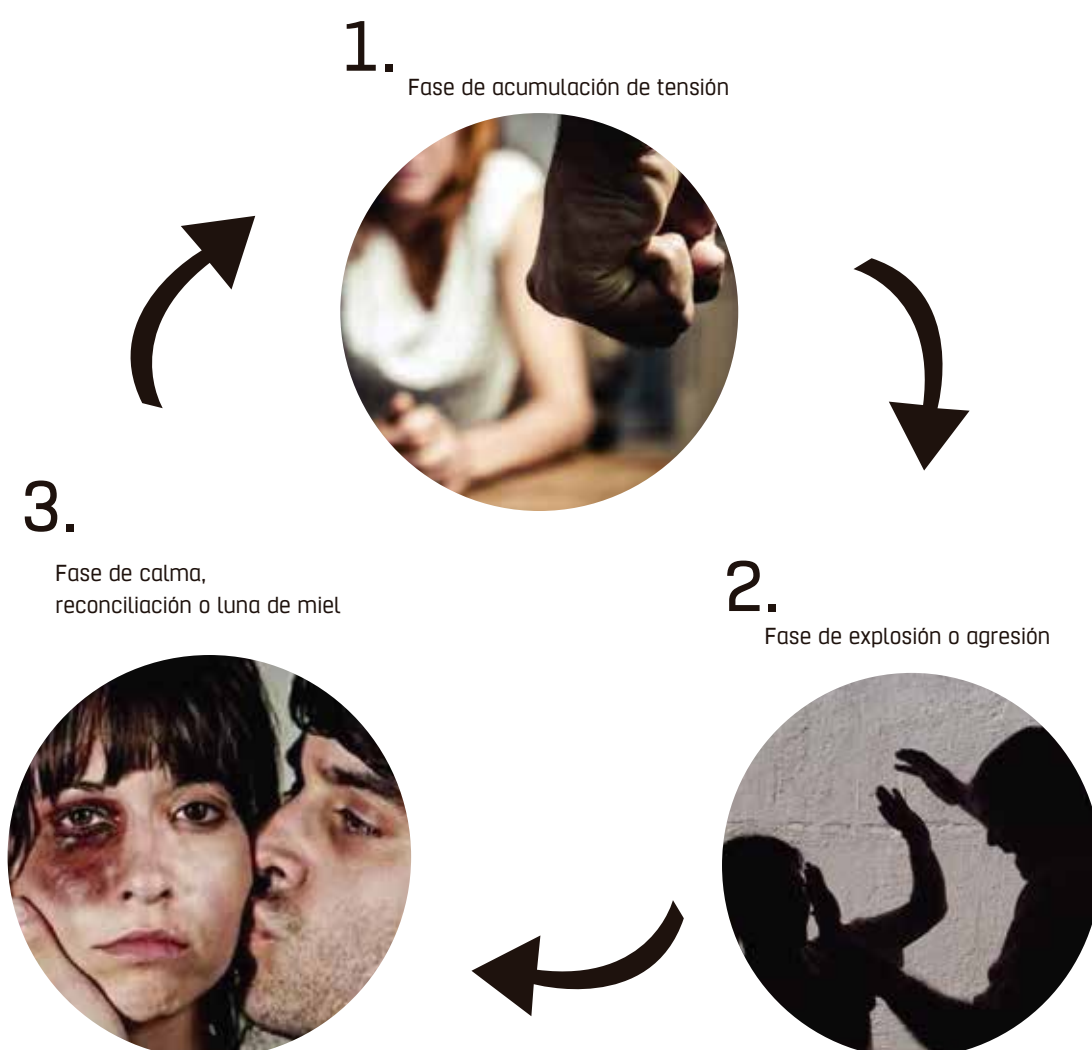 1.
Fase de acumulación de tensión
3.
Fase de calma,
reconciliación o luna de miel
2.
Fase de explosión o agresión